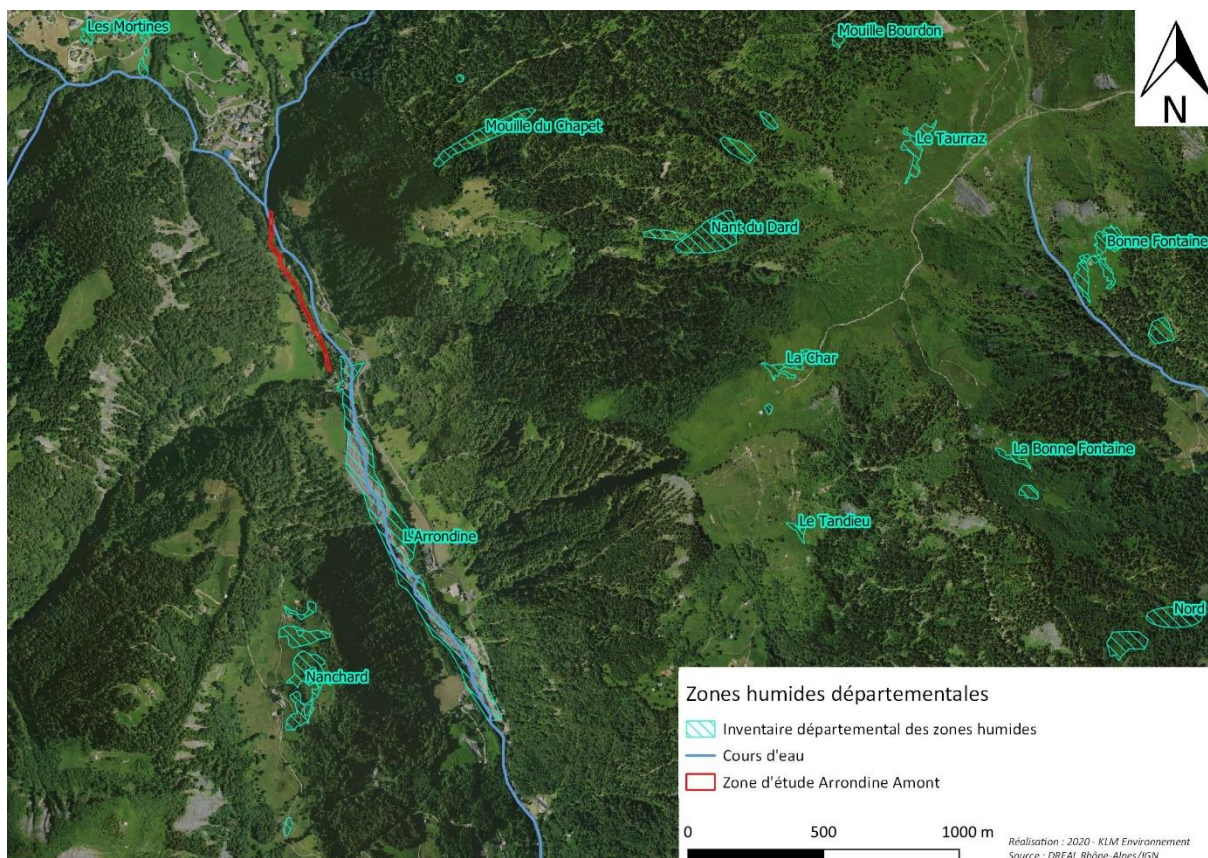 Les Mortines
Mouille Bourdon
N
Mouille du Chapet
Le Taurraz
Nant du Dard
Bonne Fontaine
La Char
La Bonne Fontaine
Le Tandieu
L'Arrondine
Nord
Nanchard
Zones humides départementales
Inventaire départemental des zones humides
Cours d'eau
Zone d'étude Arrondine Amont
0 500 1000 m
Réalisation : 2020 - KLM Environnement
Source : DREAL Rhône-Alpes/IGN